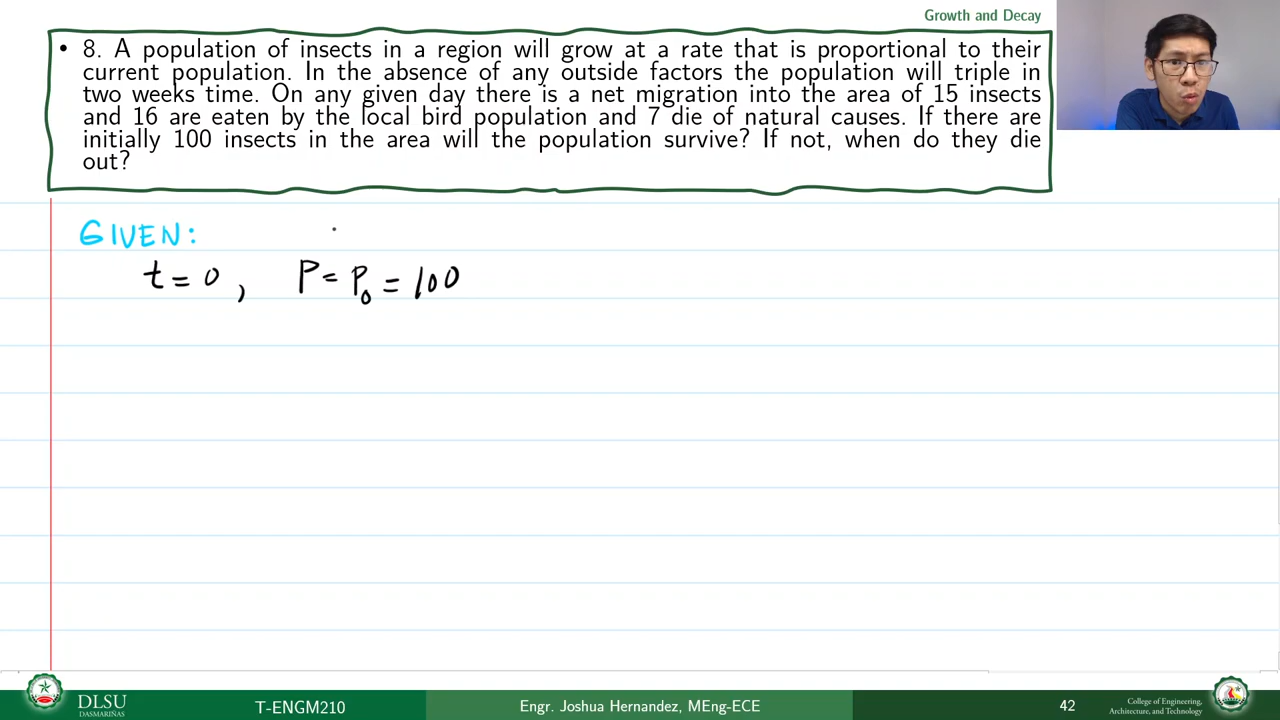 Growth and Decay
• 8. A population of insects in a region will grow at a rate that is proportional to their
current population. In the absence of any outside factors the population will triple in
two weeks time. On any given day there is a net migration into the area of 15 insects
and 16 are eaten by the local bird population and 7 die of natural causes. If there are
initially 100 insects in the area will the population survive? If not, when do they die
out?
GIVEN:
t = 0 , P = P₀ = 100
DLSU
DASMARIÑAS
T-ENGM210
Engr. Joshua Hernandez, MEng-ECE
42
College of Engineering,
Architecture, and Technology